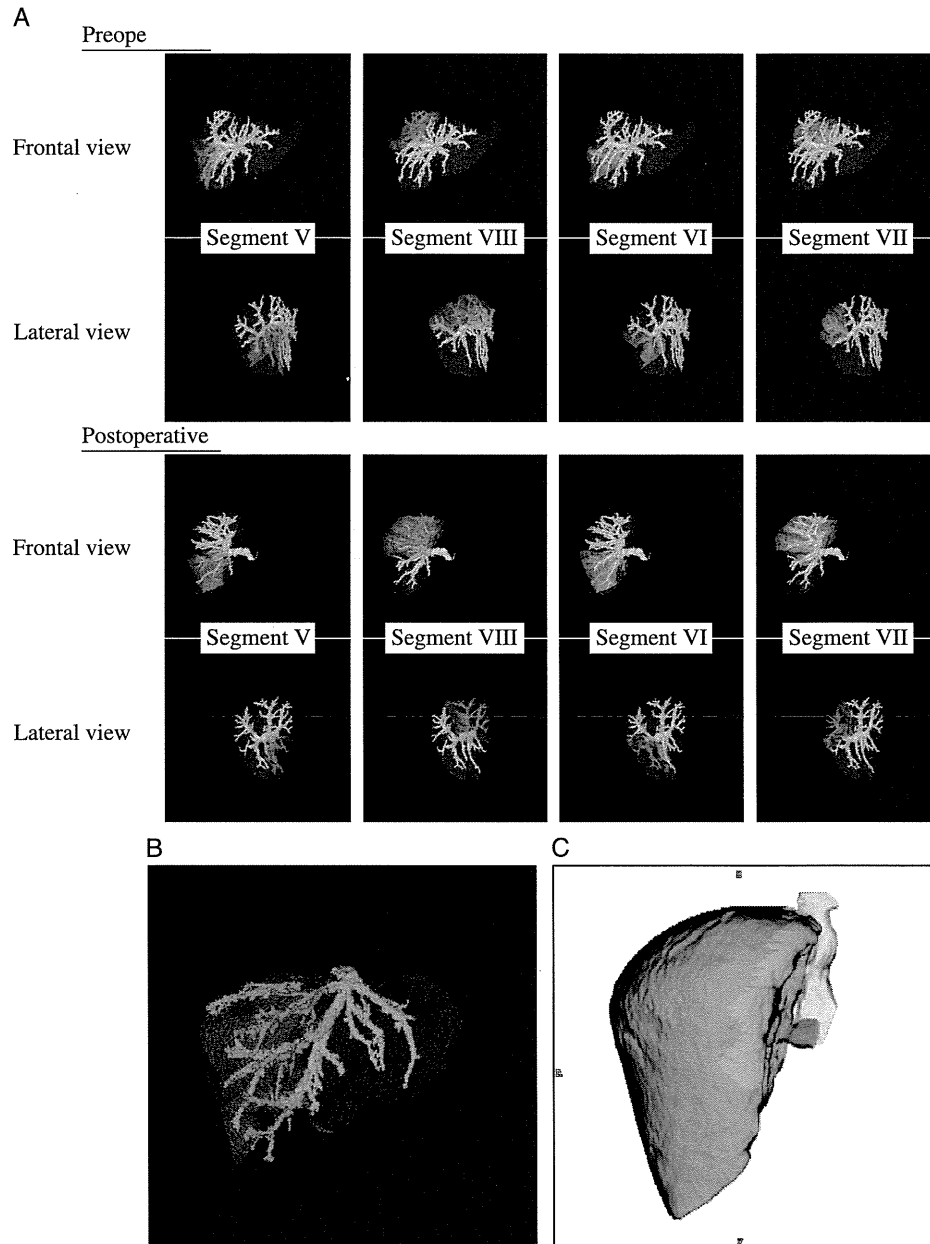 A
Preope
Frontal view
Segment V
Segment VIII
Segment VI
Segment VII
Lateral view
Postoperative
Frontal view
Segment V
Segment VIII
Segment VI
Segment VII
Lateral view
B
C